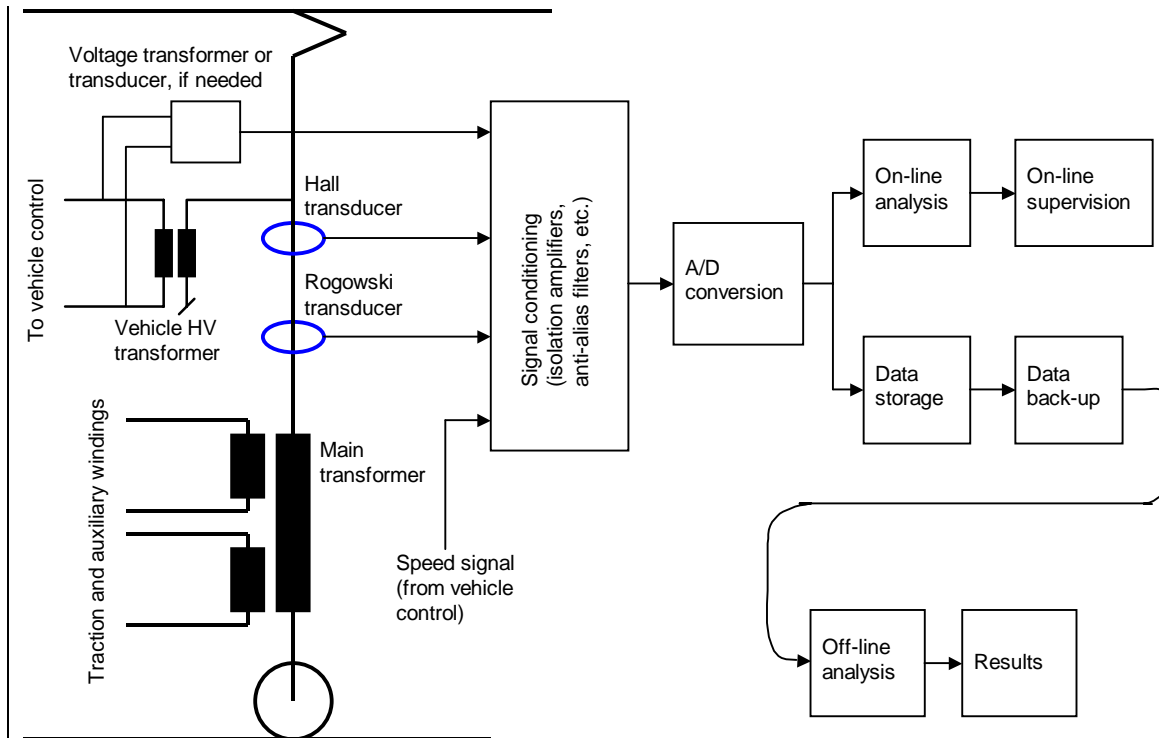 Voltage transformer or
transducer, if needed
To vehicle control
Hall
transducer
Rogowski
transducer
Vehicle HV
transformer
Traction and auxiliary windings
Main
transformer
Speed signal
(from vehicle
control)
Signal conditioning
(isolation amplifiers,
anti-alias filters, etc.)
A/D
conversion
On-line
analysis
On-line
supervision
Data
storage
Data
back-up
Off-line
analysis
Results